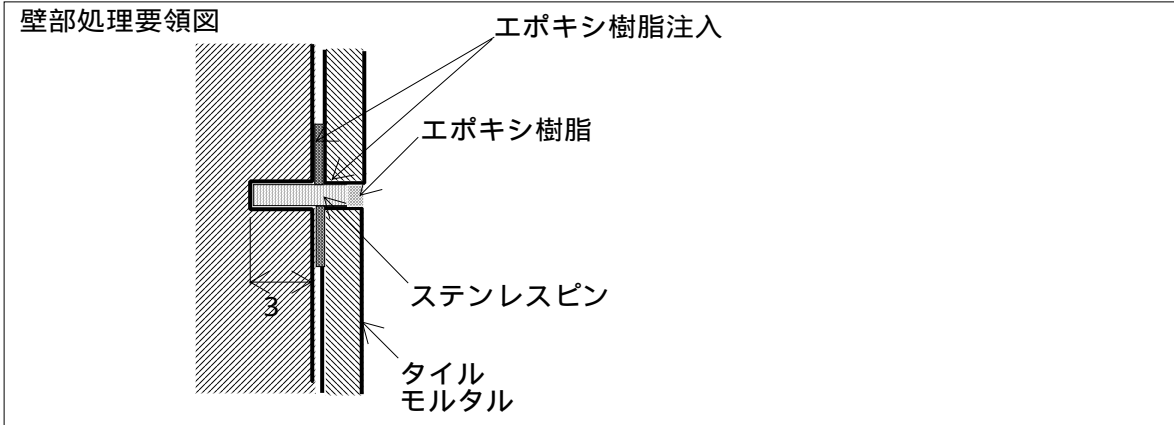 壁部処理要領図
エポキシ樹脂注入
エポキシ樹脂
ステンレスピン
3
タイル
モルタル